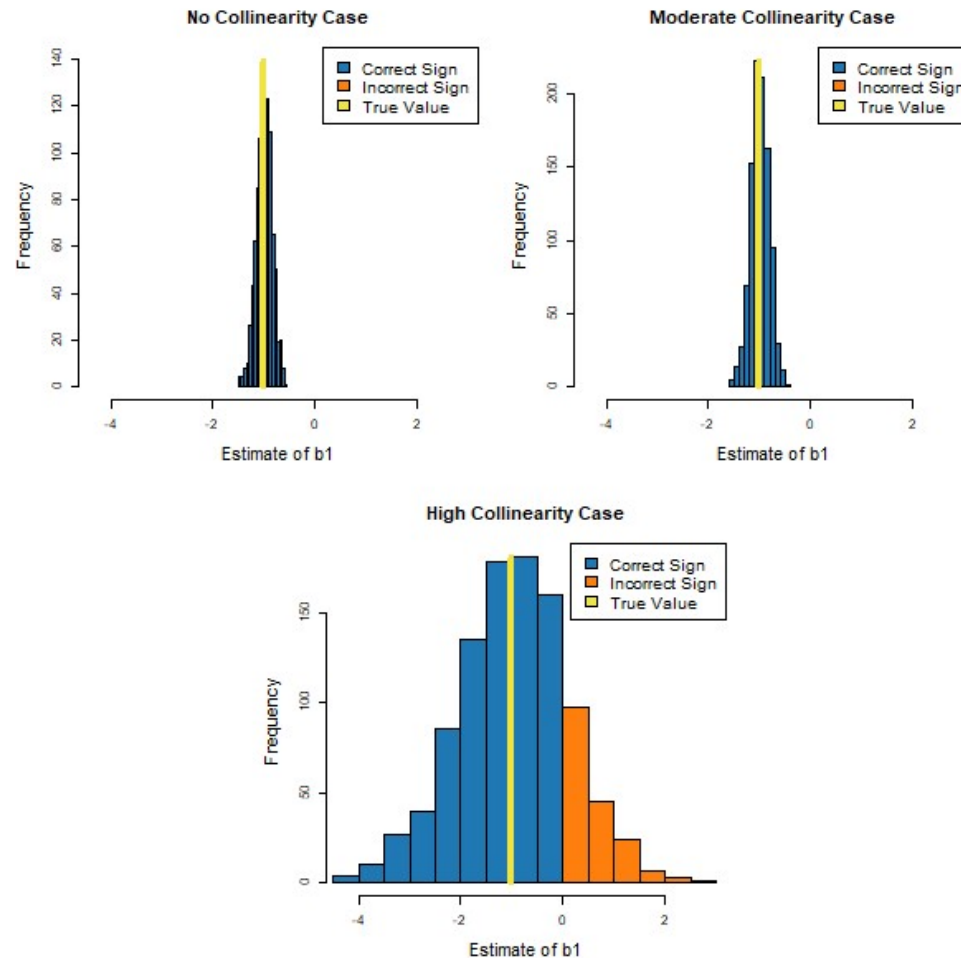 No Collinearity Case
Correct Sign
Incorrect Sign
True Value
Frequency
0
20
40
60
80
100
120
140
-4 -2 0 2
Estimate of b1
Moderate Collinearity Case
Correct Sign
Incorrect Sign
True Value
Frequency
0
50
100
150
200
-4 -2 0 2
Estimate of b1
High Collinearity Case
Correct Sign
Incorrect Sign
True Value
Frequency
0
50
100
150
-4 -2 0 2
Estimate of b1